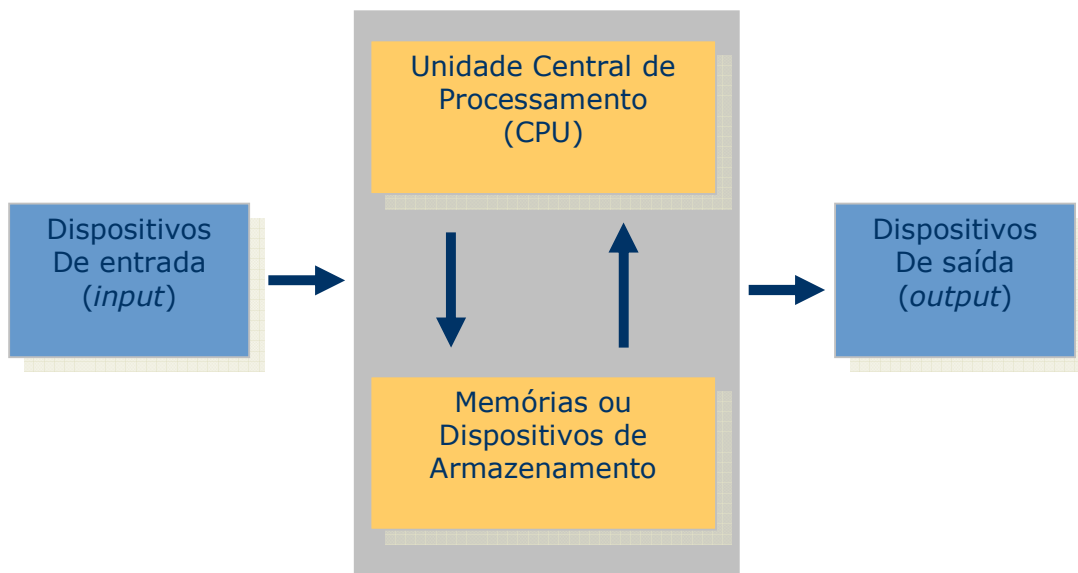 Unidade Central de
Processamento
(CPU)
Dispositivos
De entrada
(input)
Dispositivos
De saída
(output)
Memórias ou
Dispositivos de
Armazenamento